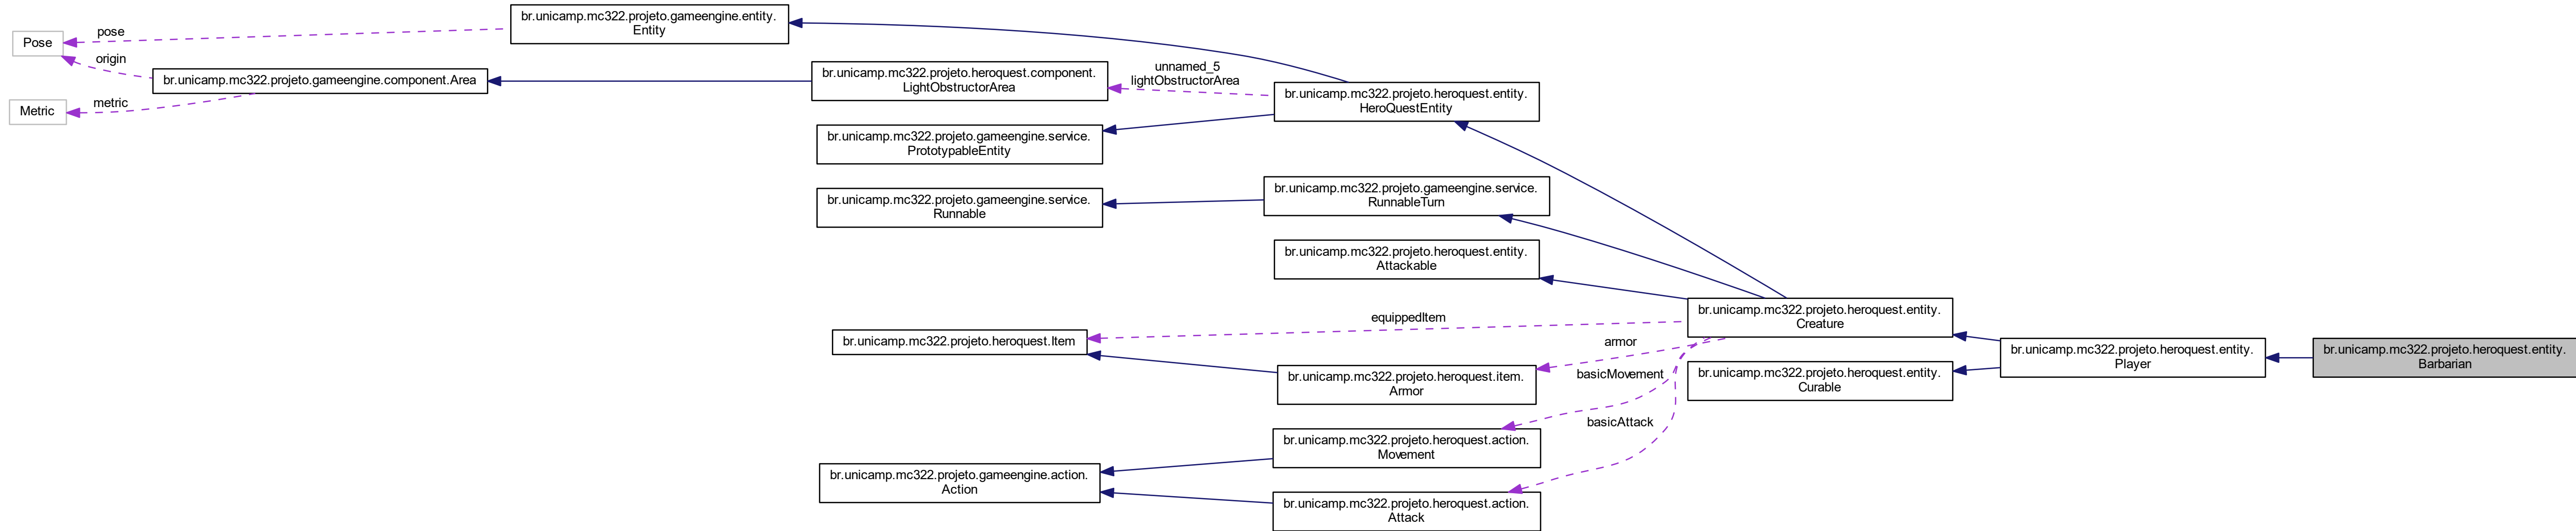 br.unicamp.mc322.projeto.gameengine.entity.
Entity
pose
Pose
origin
br.unicamp.mc322.projeto.gameengine.component.Area
metric
Metric
br.unicamp.mc322.projeto.heroquest.component.
LightObstructorArea
unnamed_5
lightObstructorArea
br.unicamp.mc322.projeto.heroquest.entity.
HeroQuestEntity
br.unicamp.mc322.projeto.gameengine.service.
PrototypableEntity
br.unicamp.mc322.projeto.gameengine.service.
Runnable
br.unicamp.mc322.projeto.gameengine.service.
RunnableTurn
br.unicamp.mc322.projeto.heroquest.entity.
Attackable
equippedItem
br.unicamp.mc322.projeto.heroquest.Item
armor
br.unicamp.mc322.projeto.heroquest.item.
Armor
basicMovement
basicAttack
br.unicamp.mc322.projeto.heroquest.action.
Movement
br.unicamp.mc322.projeto.gameengine.action.
Action
br.unicamp.mc322.projeto.heroquest.action.
Attack
br.unicamp.mc322.projeto.heroquest.entity.
Creature
br.unicamp.mc322.projeto.heroquest.entity.
Curable
br.unicamp.mc322.projeto.heroquest.entity.
Player
br.unicamp.mc322.projeto.heroquest.entity.
Barbarian